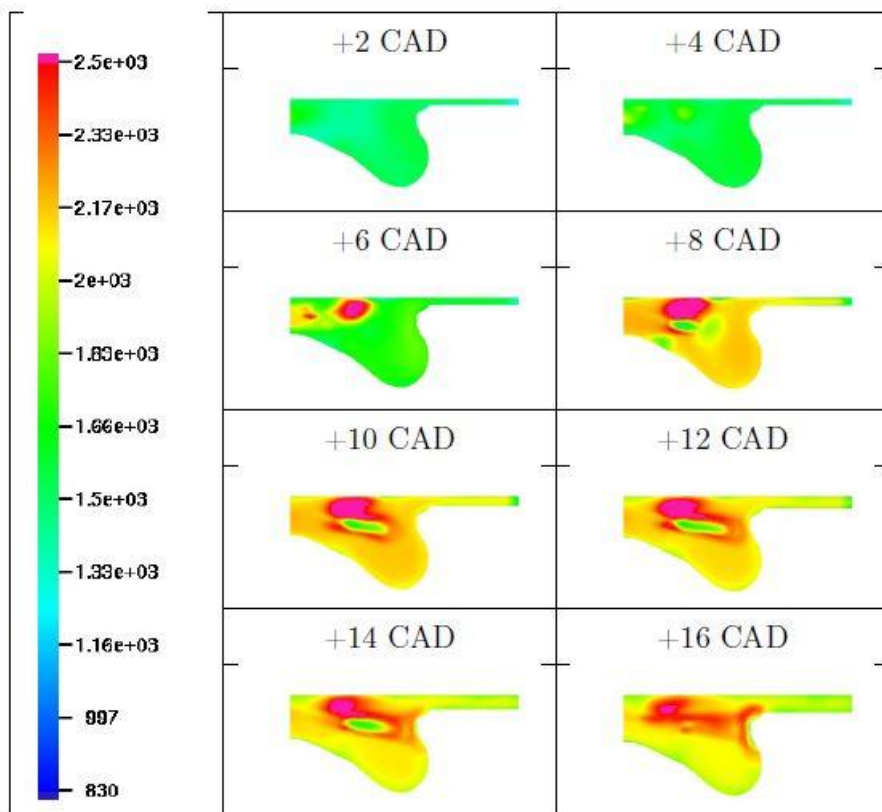 2.5e+03
2.33e+03
2.17e+03
2e+03
1.83e+03
1.66e+03
1.5e+03
1.33e+03
1.16e+03
997
830
+2 CAD
+4 CAD
+6 CAD
+8 CAD
+10 CAD
+12 CAD
+14 CAD
+16 CAD